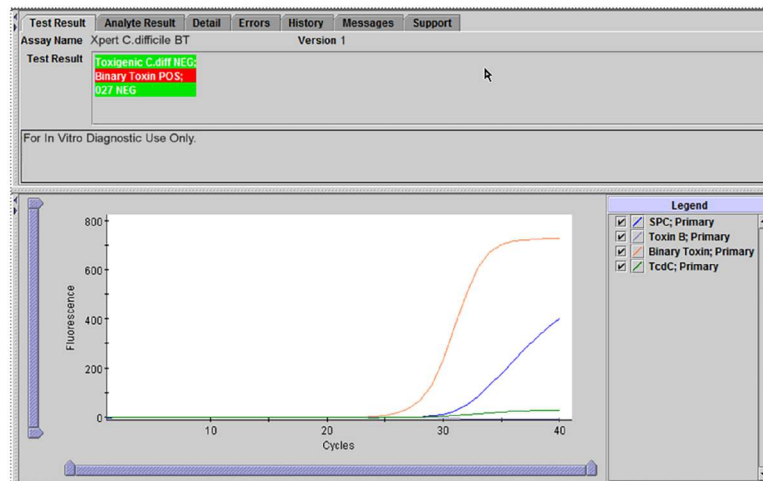 Test Result Analyte Result Detail Errors History Messages Support
Assay Name Xpert C.difficile BT Version 1
Test Result
Toxigenic C.diff NEG;
Binary Toxin POS;
027 NEG
For In Vitro Diagnostic Use Only.
800
600
400
200
0
Fluorescence
10 20 30 40
Cycles
Legend
SPC; Primary
Toxin B; Primary
Binary Toxin; Primary
TcdC; Primary